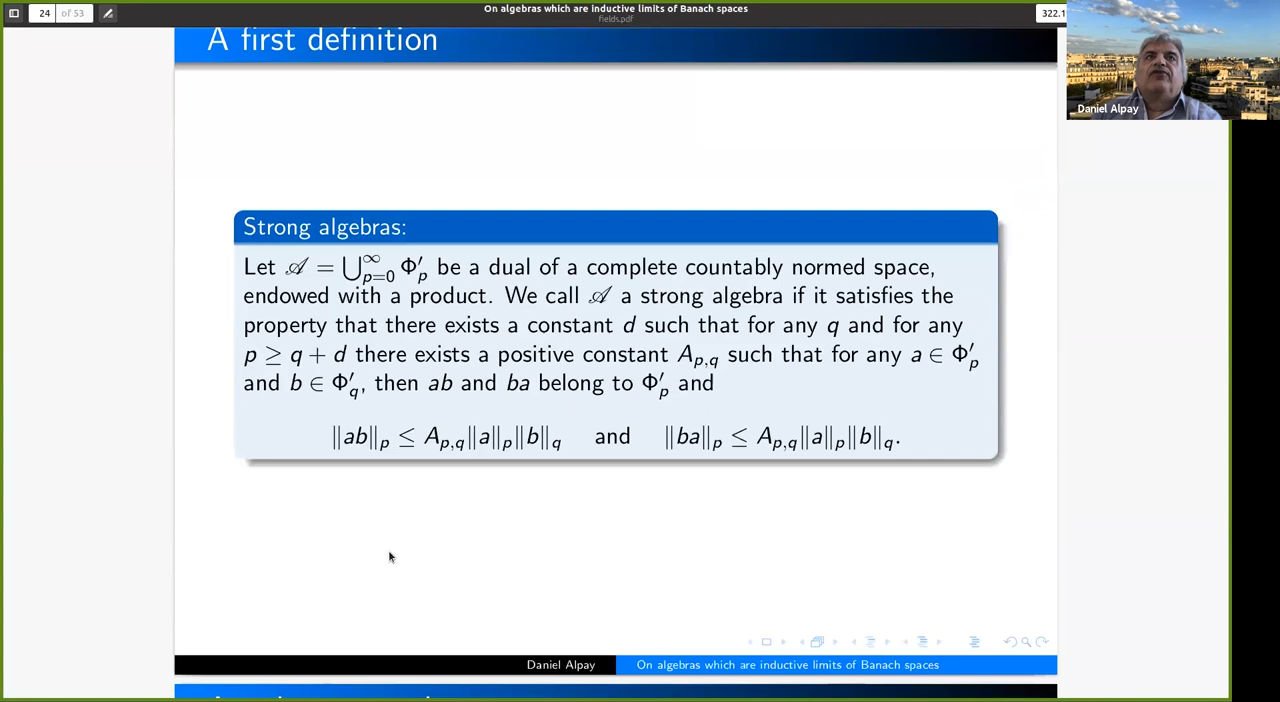 24 of 53
On algebras which are inductive limits of Banach spaces
fields.pdf
322.1
Daniel Alpay
A first definition
Strong algebras:
Let 𝒜 = ⋃_{p=0}^{∞} Φ′_p be a dual of a complete countably normed space,
endowed with a product. We call 𝒜 a strong algebra if it satisfies the
property that there exists a constant d such that for any q and for any
p ≥ q + d there exists a positive constant A_{p,q} such that for any a ∈ Φ′_p
and b ∈ Φ′_q, then ab and ba belong to Φ′_p and
‖ab‖_p ≤ A_{p,q}‖a‖_p‖b‖_q and ‖ba‖_p ≤ A_{p,q}‖a‖_p‖b‖_q.
Daniel Alpay On algebras which are inductive limits of Banach spaces